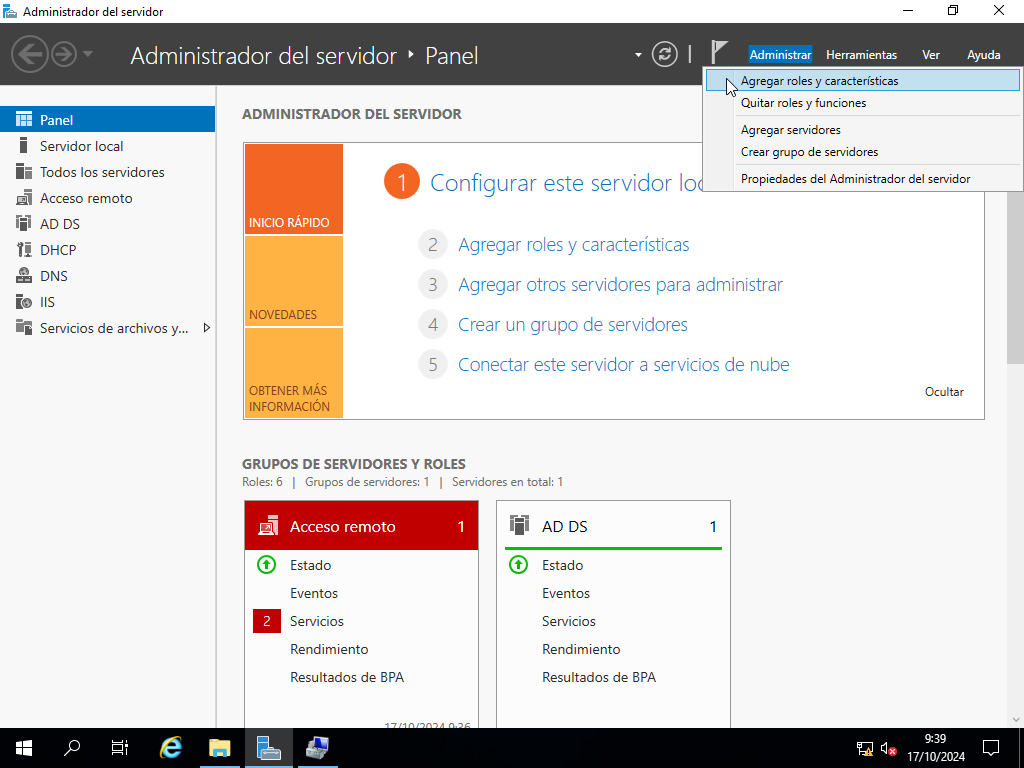 Administrador del servidor
Administrador del servidor ‣ Panel
Administrar Herramientas Ver Ayuda
Agregar roles y características
Quitar roles y funciones
Agregar servidores
Crear grupo de servidores
Propiedades del Administrador del servidor
Panel
Servidor local
Todos los servidores
Acceso remoto
AD DS
DHCP
DNS
IIS
Servicios de archivos y...
ADMINISTRADOR DEL SERVIDOR
INICIO RÁPIDO
NOVEDADES
OBTENER MÁS
INFORMACIÓN
1 Configurar este servidor
2 Agregar roles y características
3 Agregar otros servidores para administrar
4 Crear un grupo de servidores
5 Conectar este servidor a servicios de nube
Ocultar
GRUPOS DE SERVIDORES Y ROLES
Roles: 6 | Grupos de servidores: 1 | Servidores en total: 1
Acceso remoto 1
Estado
Eventos
2 Servicios
Rendimiento
Resultados de BPA
17/10/2024 9:36
AD DS 1
Estado
Eventos
Servicios
Rendimiento
Resultados de BPA
9:39
17/10/2024